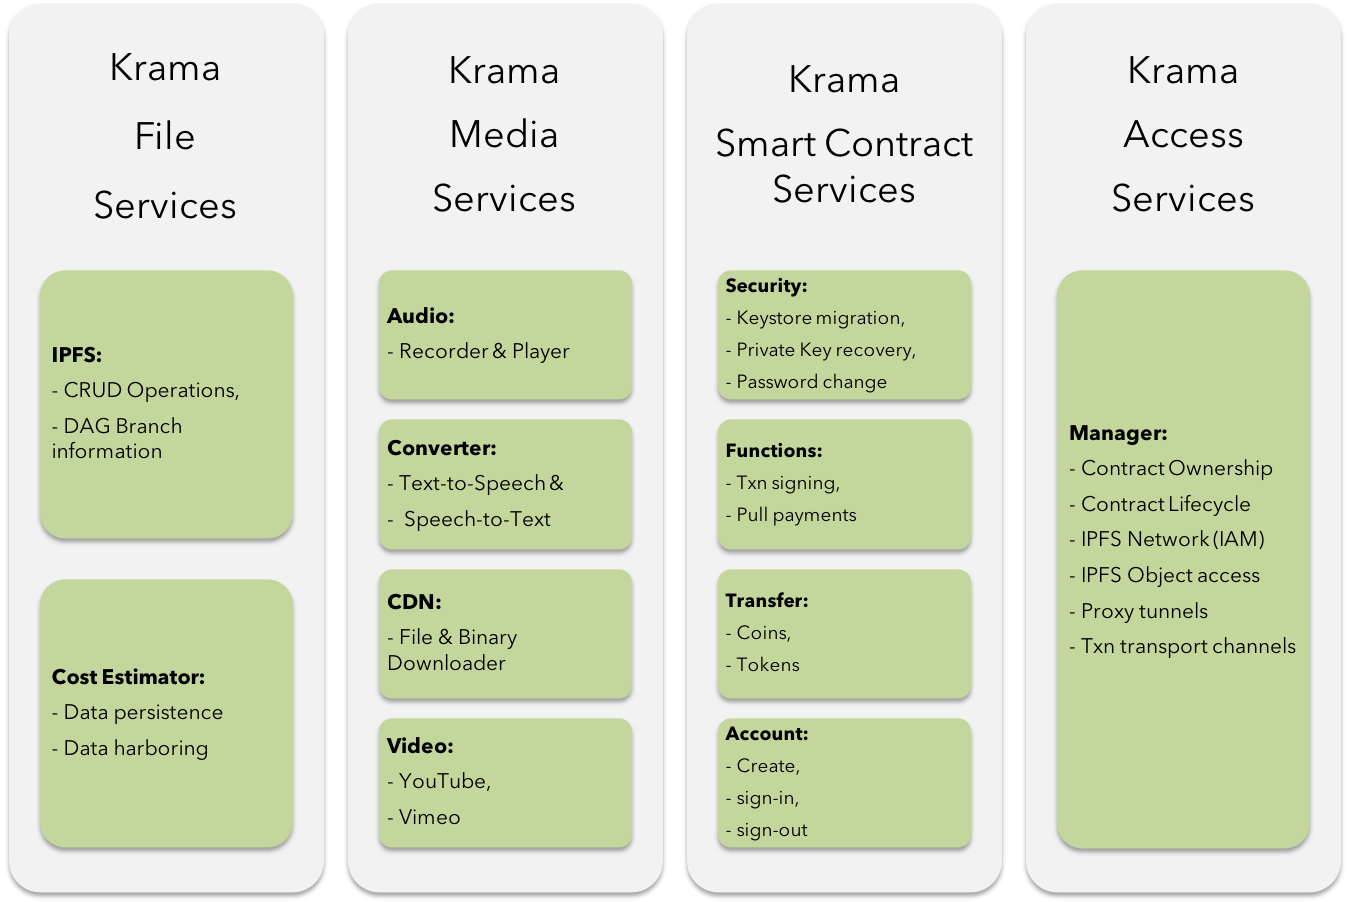 Krama
File
Services
IPFS:
- CRUD Operations,
- DAG Branch
information
Cost Estimator:
- Data persistence
- Data harboring
Krama
Media
Services
Audio:
- Recorder & Player
Converter:
- Text-to-Speech &
- Speech-to-Text
CDN:
- File & Binary
Downloader
Video:
- YouTube,
- Vimeo
Krama
Smart Contract
Services
Security:
- Keystore migration,
- Private Key recovery,
- Password change
Functions:
- Txn signing,
- Pull payments
Transfer:
- Coins,
- Tokens
Account:
- Create,
- sign-in,
- sign-out
Krama
Access
Services
Manager:
- Contract Ownership
- Contract Lifecycle
- IPFS Network (IAM)
- IPFS Object access
- Proxy tunnels
- Txn transport channels